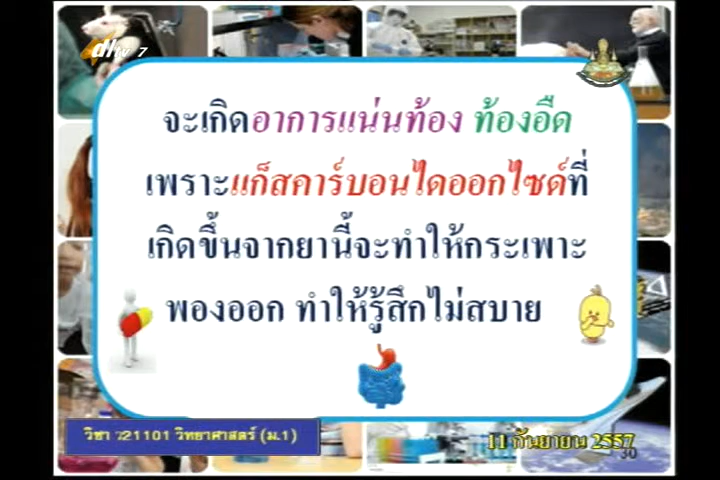 dltv 7
จะเกิดอาการแน่นท้อง ท้องอืด
เพราะแก็สคาร์บอนไดออกไซด์ที่
เกิดขึ้นจากยานี้จะทำให้กระเพาะ
พองออก ทำให้รู้สึกไม่สบาย
วิชา ว21101 วิทยาศาสตร์ (ม.1)
11 กันยายน 2557
30